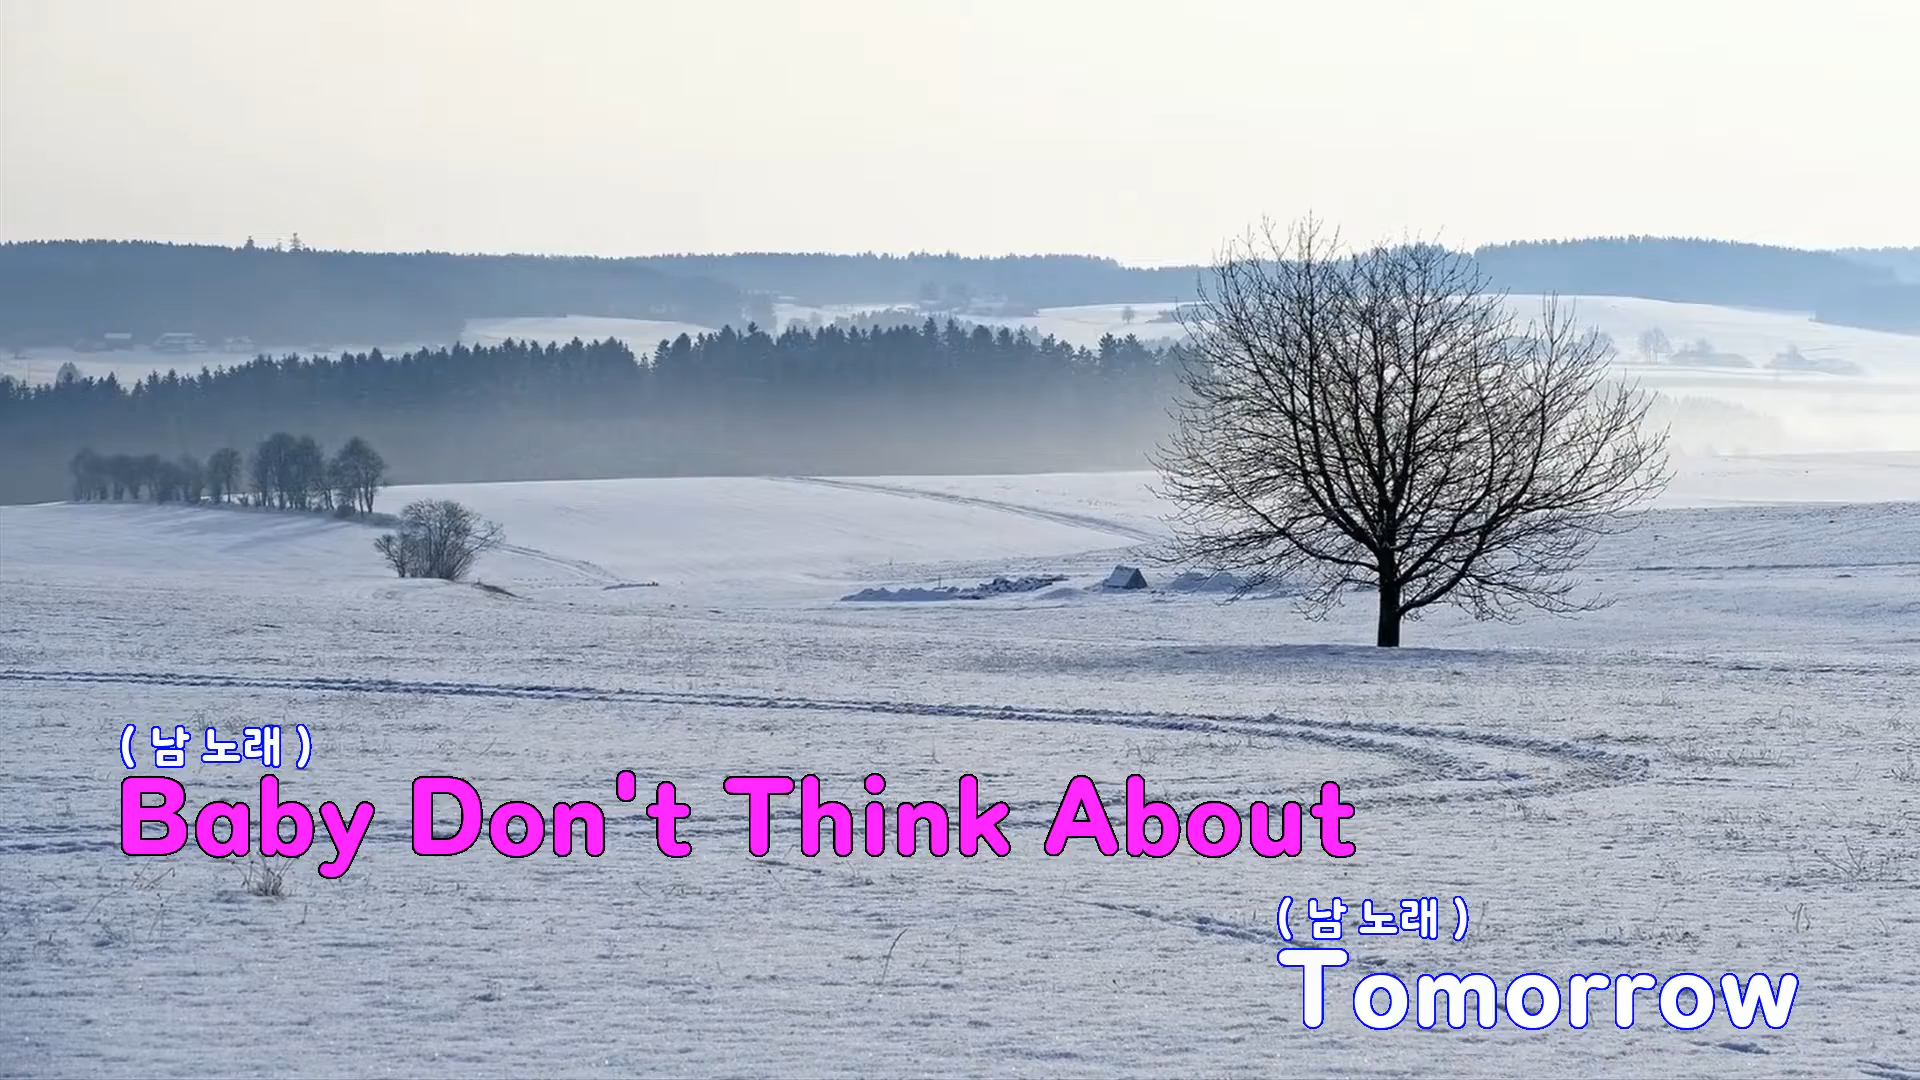 ( 남 노래 )
Baby Don't Think About
( 남 노래 )
Tomorrow